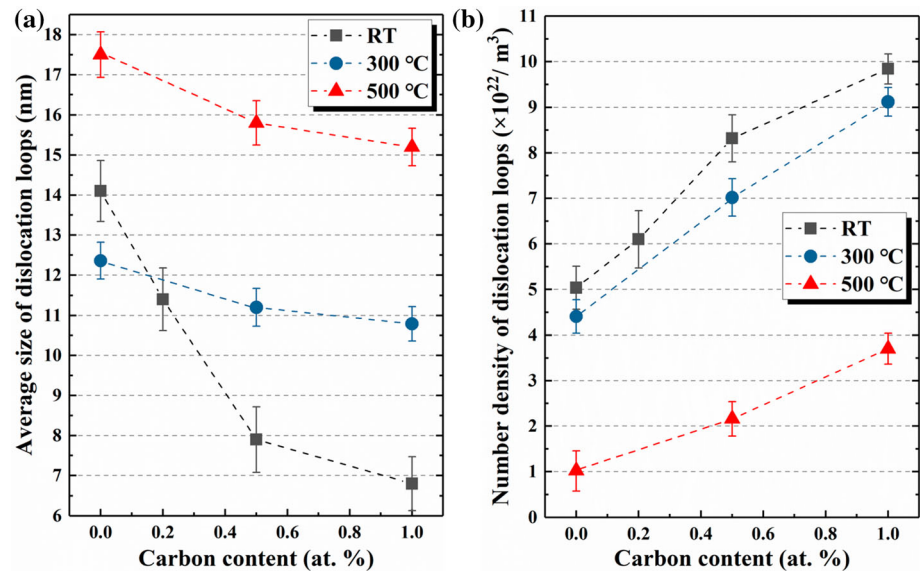 (a)
18
17
16
15
14
13
12
11
10
9
8
7
6
Average size of dislocation loops (nm)
RT
300 °C
500 °C
0.0 0.2 0.4 0.6 0.8 1.0
Carbon content (at. %)
(b)
10
9
8
7
6
5
4
3
2
1
0
Number density of dislocation loops (×10²²/ m³)
RT
300 °C
500 °C
0.0 0.2 0.4 0.6 0.8 1.0
Carbon content (at. %)